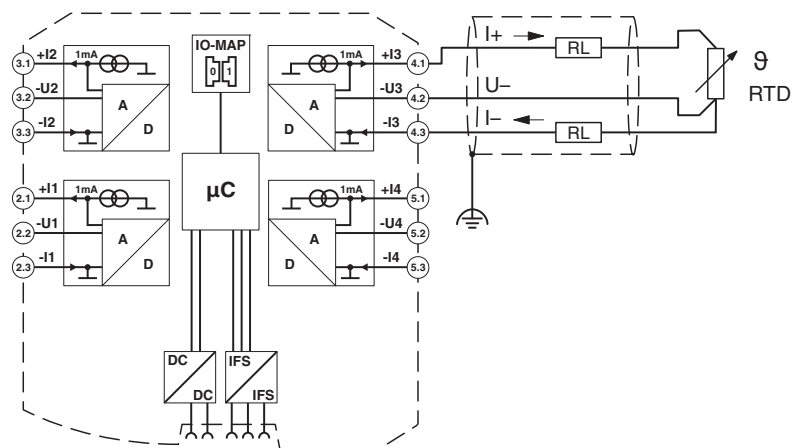 IO-MAP
0 1
3.1 +I2 1mA
3.2 -U2
3.3 -I2
A
D
1mA +I3 4.1
-U3 4.2
-I3 4.3
A
D
I+
RL
U–
I–
RL
ϑ
RTD
µC
2.1 +I1 1mA
2.2 -U1
2.3 -I1
A
D
1mA +I4 5.1
-U4 5.2
-I4 5.3
A
D
DC
DC
IFS
IFS